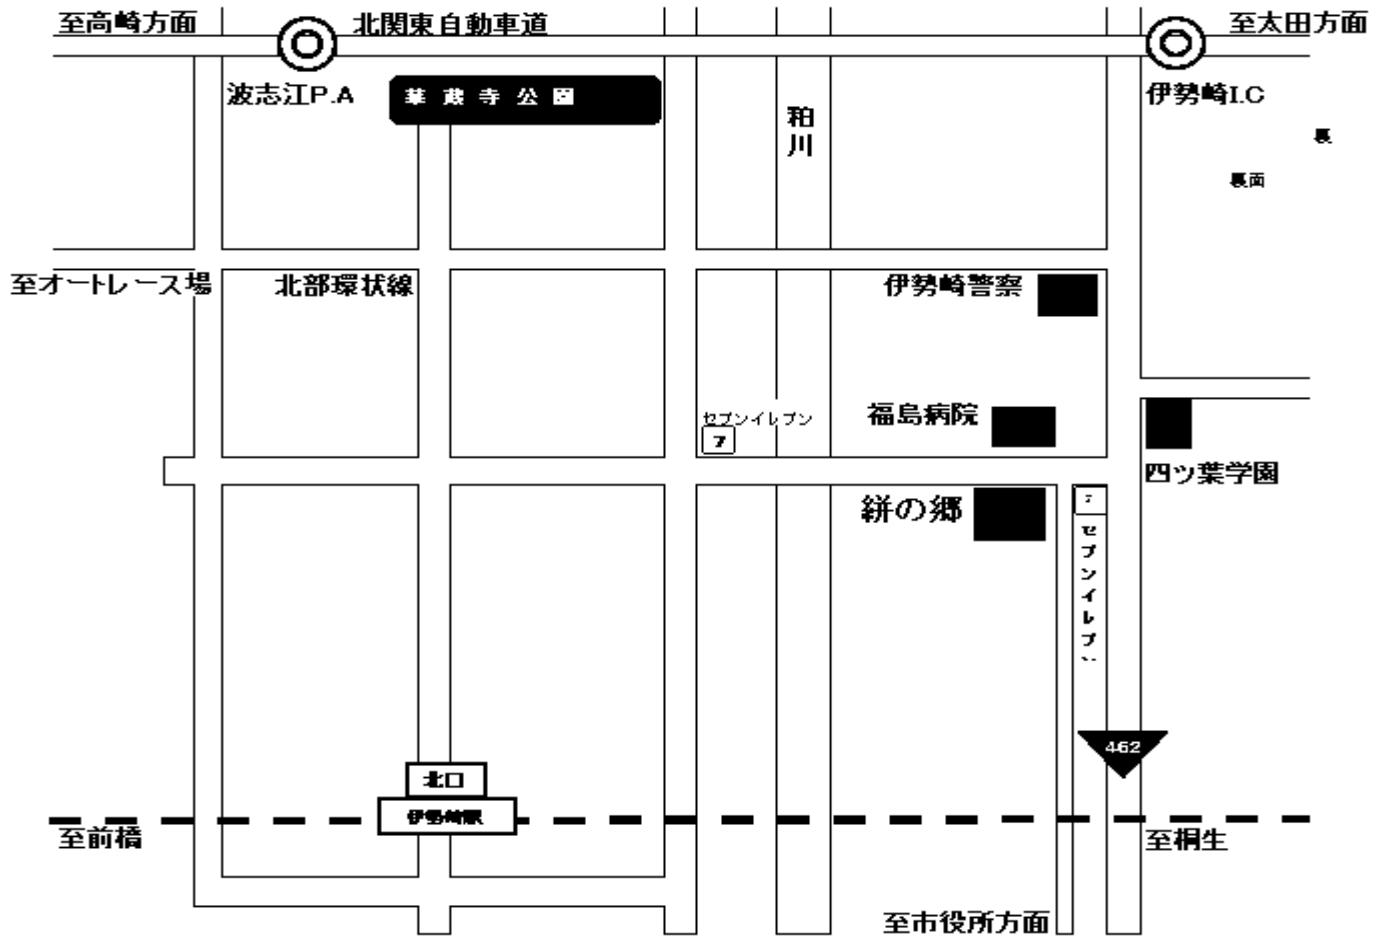 至高崎方面
北関東自動車道
至太田方面
波志江P.A
華蔵寺公園
粕川
伊勢崎I.C
裏
裏面
至オートレース場
北部環状線
伊勢崎警察
セブンイレブン
7
福島病院
四ッ葉学園
絣の郷
7
セブンイレブン
462
北口
伊勢崎駅
至前橋
至桐生
至市役所方面